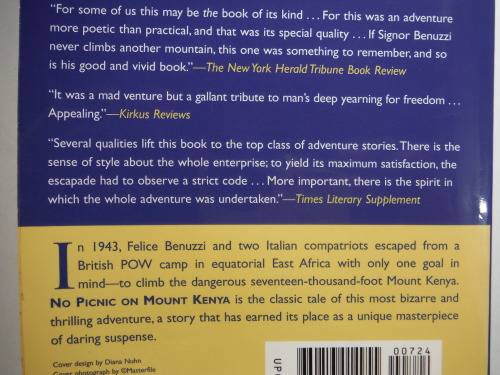 “For some of us this may be the book of its kind . . . For this was an adventure
more poetic than practical, and that was its special quality . . . If Signor Benuzzi
never climbs another mountain, this one was something to remember, and so
is his good and vivid book.”—The New York Herald Tribune Book Review
“It was a mad venture but a gallant tribute to man’s deep yearning for freedom . . .
Appealing.”—Kirkus Reviews
“Several qualities lift this book to the top class of adventure stories. There is the
sense of style about the whole enterprise; to yield its maximum satisfaction, the
escapade had to observe a strict code . . . More important, there is the spirit in
which the whole adventure was undertaken.”—Times Literary Supplement
In 1943, Felice Benuzzi and two Italian compatriots escaped from a
British POW camp in equatorial East Africa with only one goal in
mind—to climb the dangerous seventeen-thousand-foot Mount Kenya.
NO PICNIC ON MOUNT KENYA is the classic tale of this most bizarre and
thrilling adventure, a story that has earned its place as a unique masterpiece
of daring suspense.
Cover design by Diana Nuhn
Cover photograph by ©Masterfile
UPC
00724